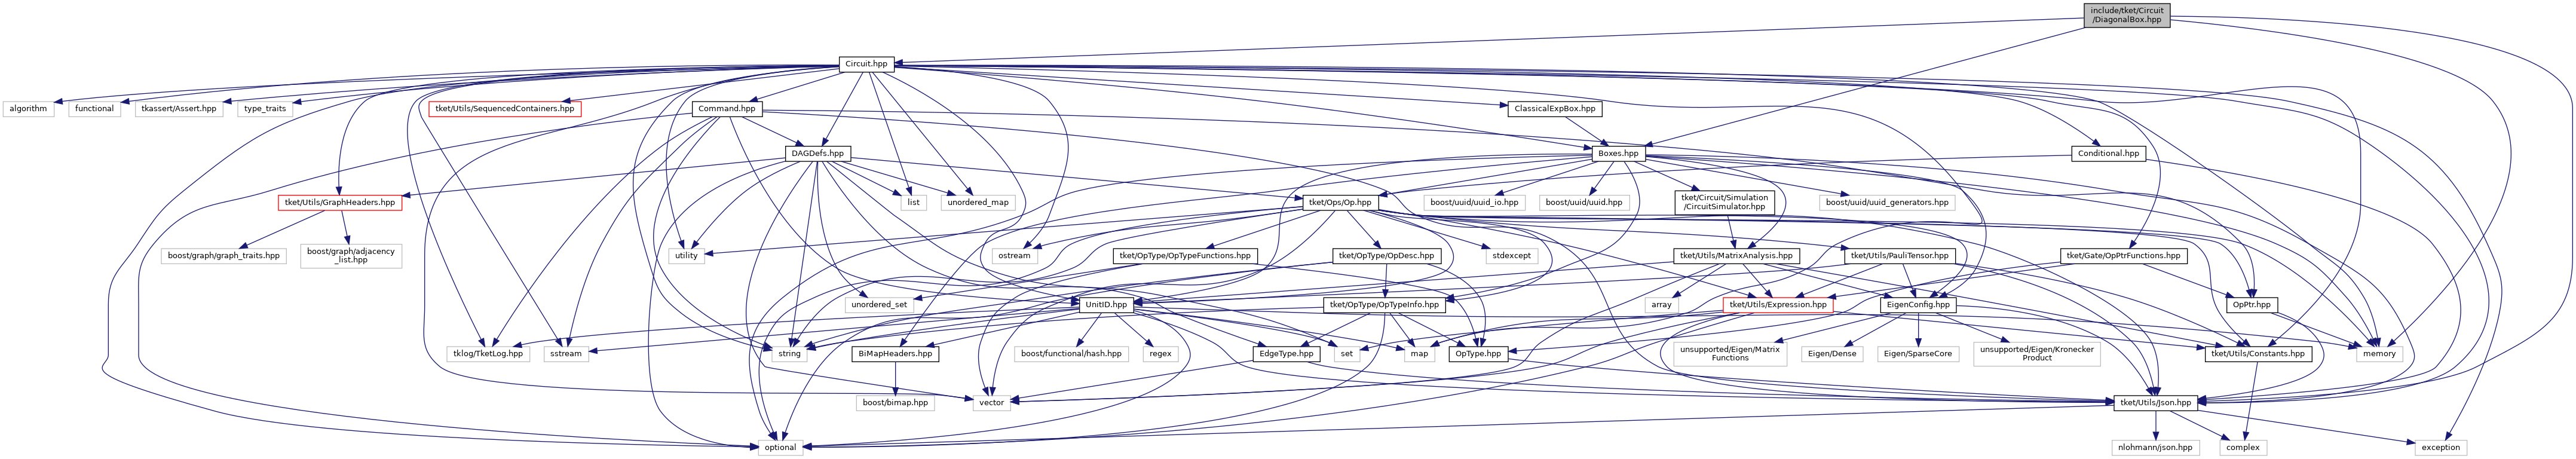 include/tket/Circuit
/DiagonalBox.hpp
Circuit.hpp
algorithm
functional
tkassert/Assert.hpp
type_traits
tket/Utils/SequencedContainers.hpp
Command.hpp
ClassicalExpBox.hpp
DAGDefs.hpp
Boxes.hpp
Conditional.hpp
tket/Utils/GraphHeaders.hpp
list
unordered_map
tket/Ops/Op.hpp
boost/uuid/uuid_io.hpp
boost/uuid/uuid.hpp
tket/Circuit/Simulation
/CircuitSimulator.hpp
boost/uuid/uuid_generators.hpp
boost/graph/graph_traits.hpp
boost/graph/adjacency
_list.hpp
utility
ostream
tket/OpType/OpTypeFunctions.hpp
tket/OpType/OpDesc.hpp
stdexcept
tket/Utils/MatrixAnalysis.hpp
tket/Utils/PauliTensor.hpp
tket/Gate/OpPtrFunctions.hpp
unordered_set
UnitID.hpp
tket/OpType/OpTypeInfo.hpp
array
tket/Utils/Expression.hpp
EigenConfig.hpp
OpPtr.hpp
tklog/TketLog.hpp
sstream
string
BiMapHeaders.hpp
boost/functional/hash.hpp
regex
EdgeType.hpp
set
map
OpType.hpp
unsupported/Eigen/Matrix
Functions
Eigen/Dense
Eigen/SparseCore
unsupported/Eigen/Kronecker
Product
tket/Utils/Constants.hpp
memory
boost/bimap.hpp
vector
tket/Utils/Json.hpp
optional
nlohmann/json.hpp
complex
exception